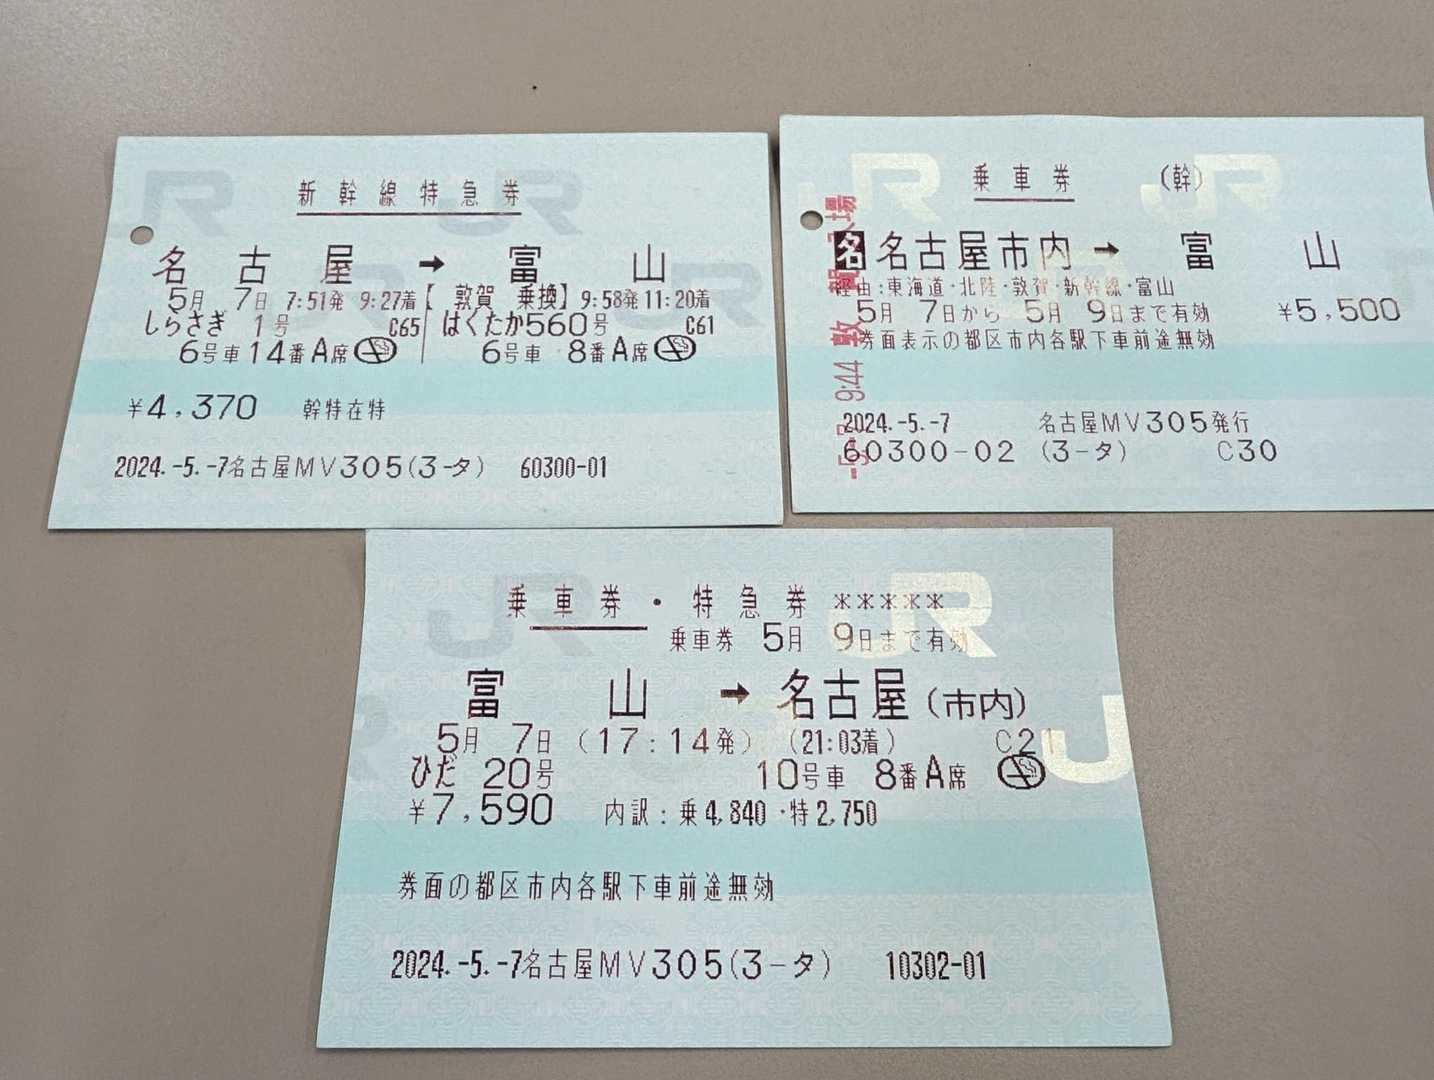 新幹線特急券
名古屋 → 富山
5月 7日 7:51発 9:27着【 敦賀 乗換】9:58発11:20着
しらさぎ 1号 C65 はくたか560号 C61
6号車14番A席 6号車 8番A席
¥4,370 幹特在特
2024.-5.-7名古屋MV305(3-タ) 60300-01
乗車券 (幹)
名 名古屋市内 → 富山
経由:東海道・北陸・敦賀・新幹線・富山
5月 7日から 5月 9日まで有効 ¥5,500
券面表示の都区市内各駅下車前途無効
2024.-5.-7 名古屋MV305発行
60300-02 (3-タ) C30
9:44 敦賀
JR
乗車券・特急券 *****
乗車券 5月 9日まで有効
富山 → 名古屋(市内)
5月 7日 (17:14発) (21:03着) C21
ひだ 20号 10号車 8番A席
¥7,590 内訳:乗4,840・特2,750
券面の都区市内各駅下車前途無効
2024.-5.-7名古屋MV305(3-タ) 10302-01